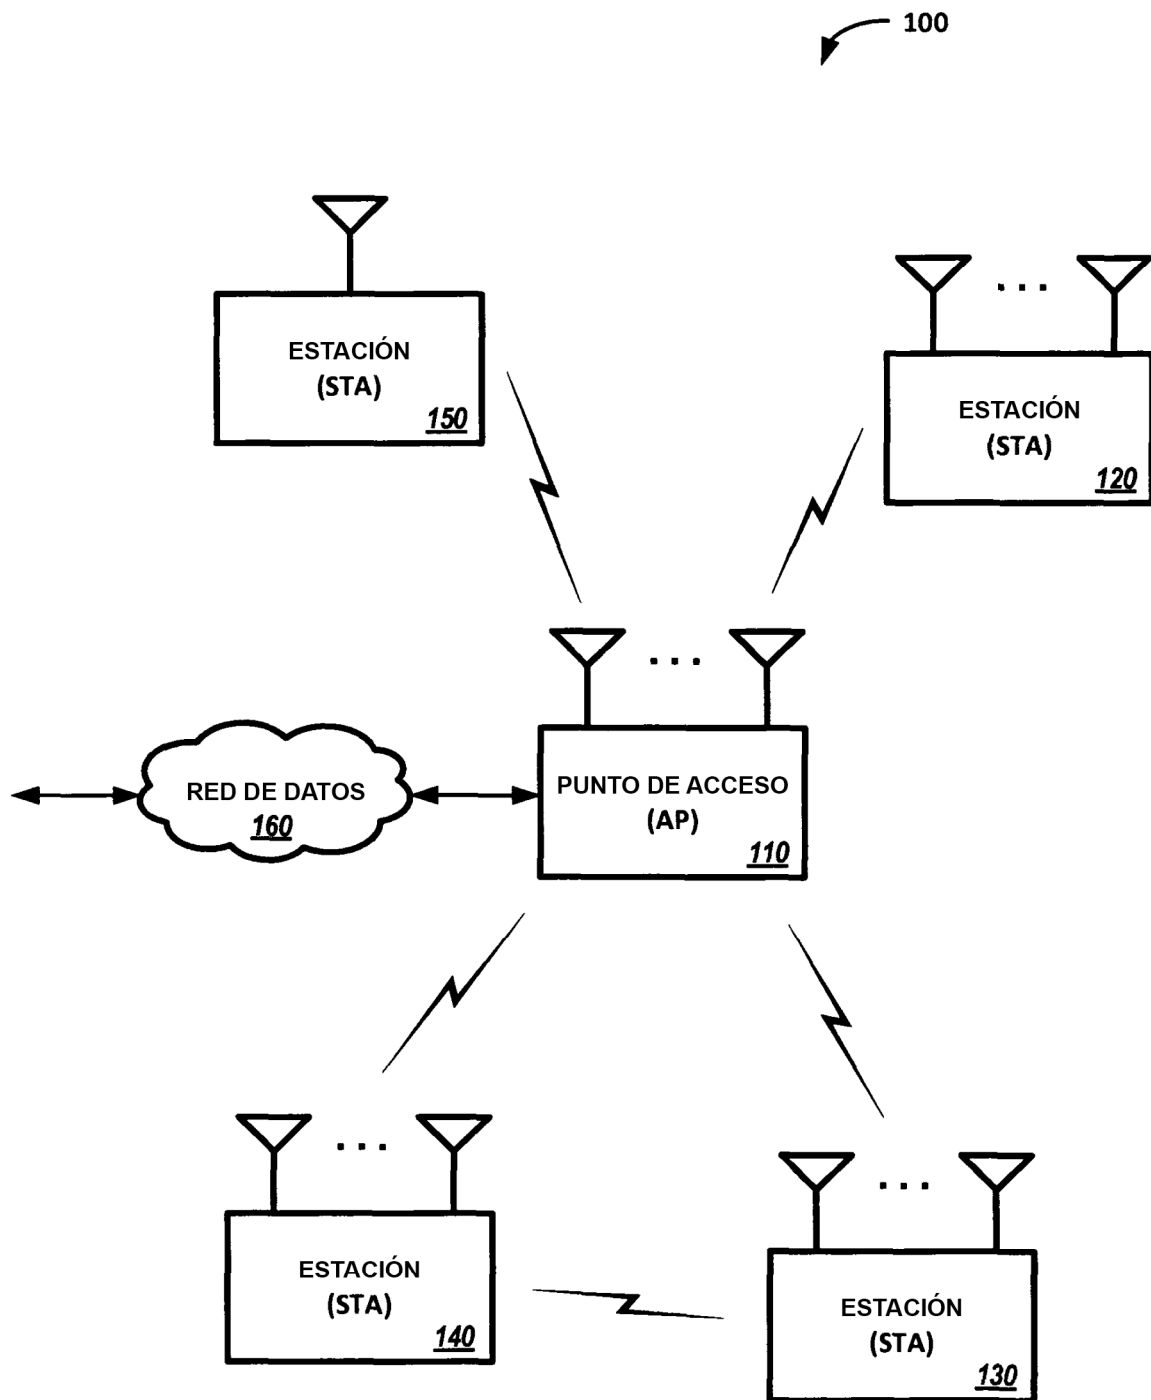 100
ESTACIÓN
(STA)
150
ESTACIÓN
(STA)
120
RED DE DATOS
160
PUNTO DE ACCESO
(AP)
110
ESTACIÓN
(STA)
140
ESTACIÓN
(STA)
130